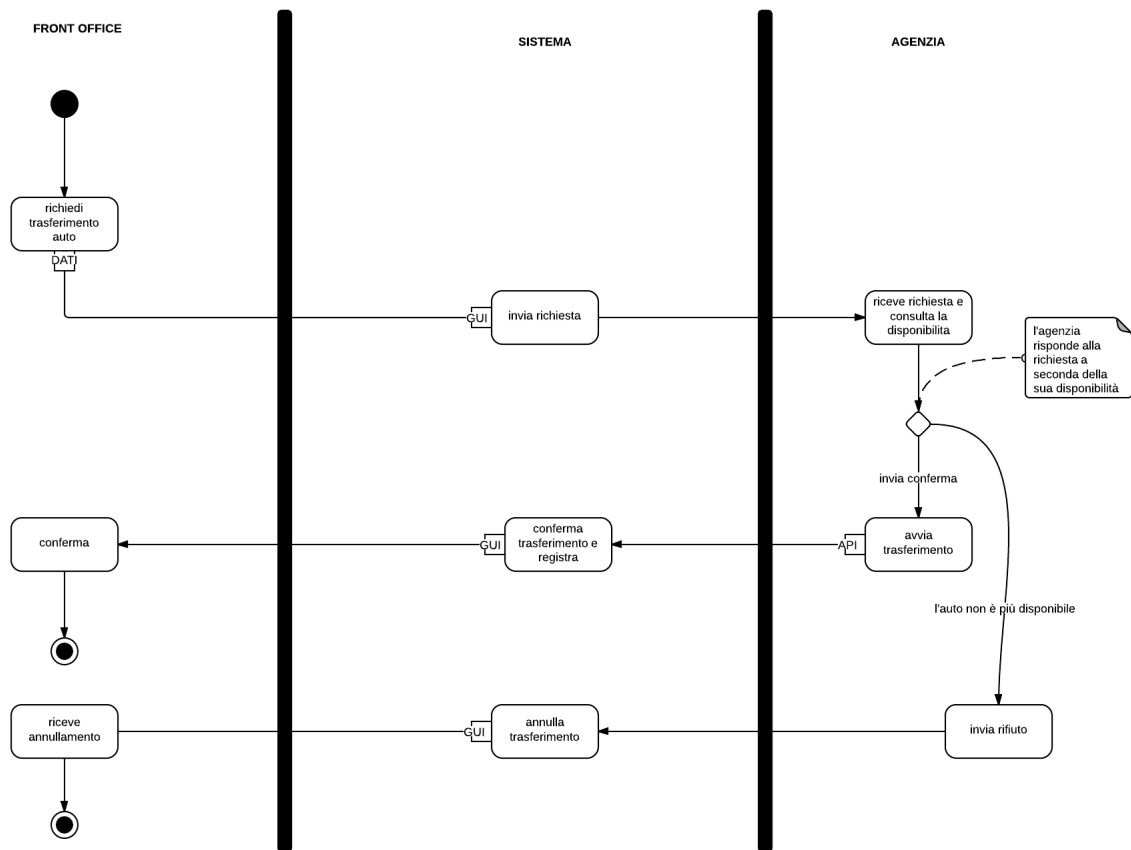 FRONT OFFICE
SISTEMA
AGENZIA
richiedi
trasferimento
auto
DATI
GUI
invia richiesta
riceve richiesta e
consulta la
disponibilita
l'agenzia
risponde alla
richiesta a
seconda della
sua disponibilità
invia conferma
conferma
GUI
conferma
trasferimento e
registra
API
avvia
trasferimento
l'auto non è più disponibile
riceve
annullamento
GUI
annulla
trasferimento
invia rifiuto